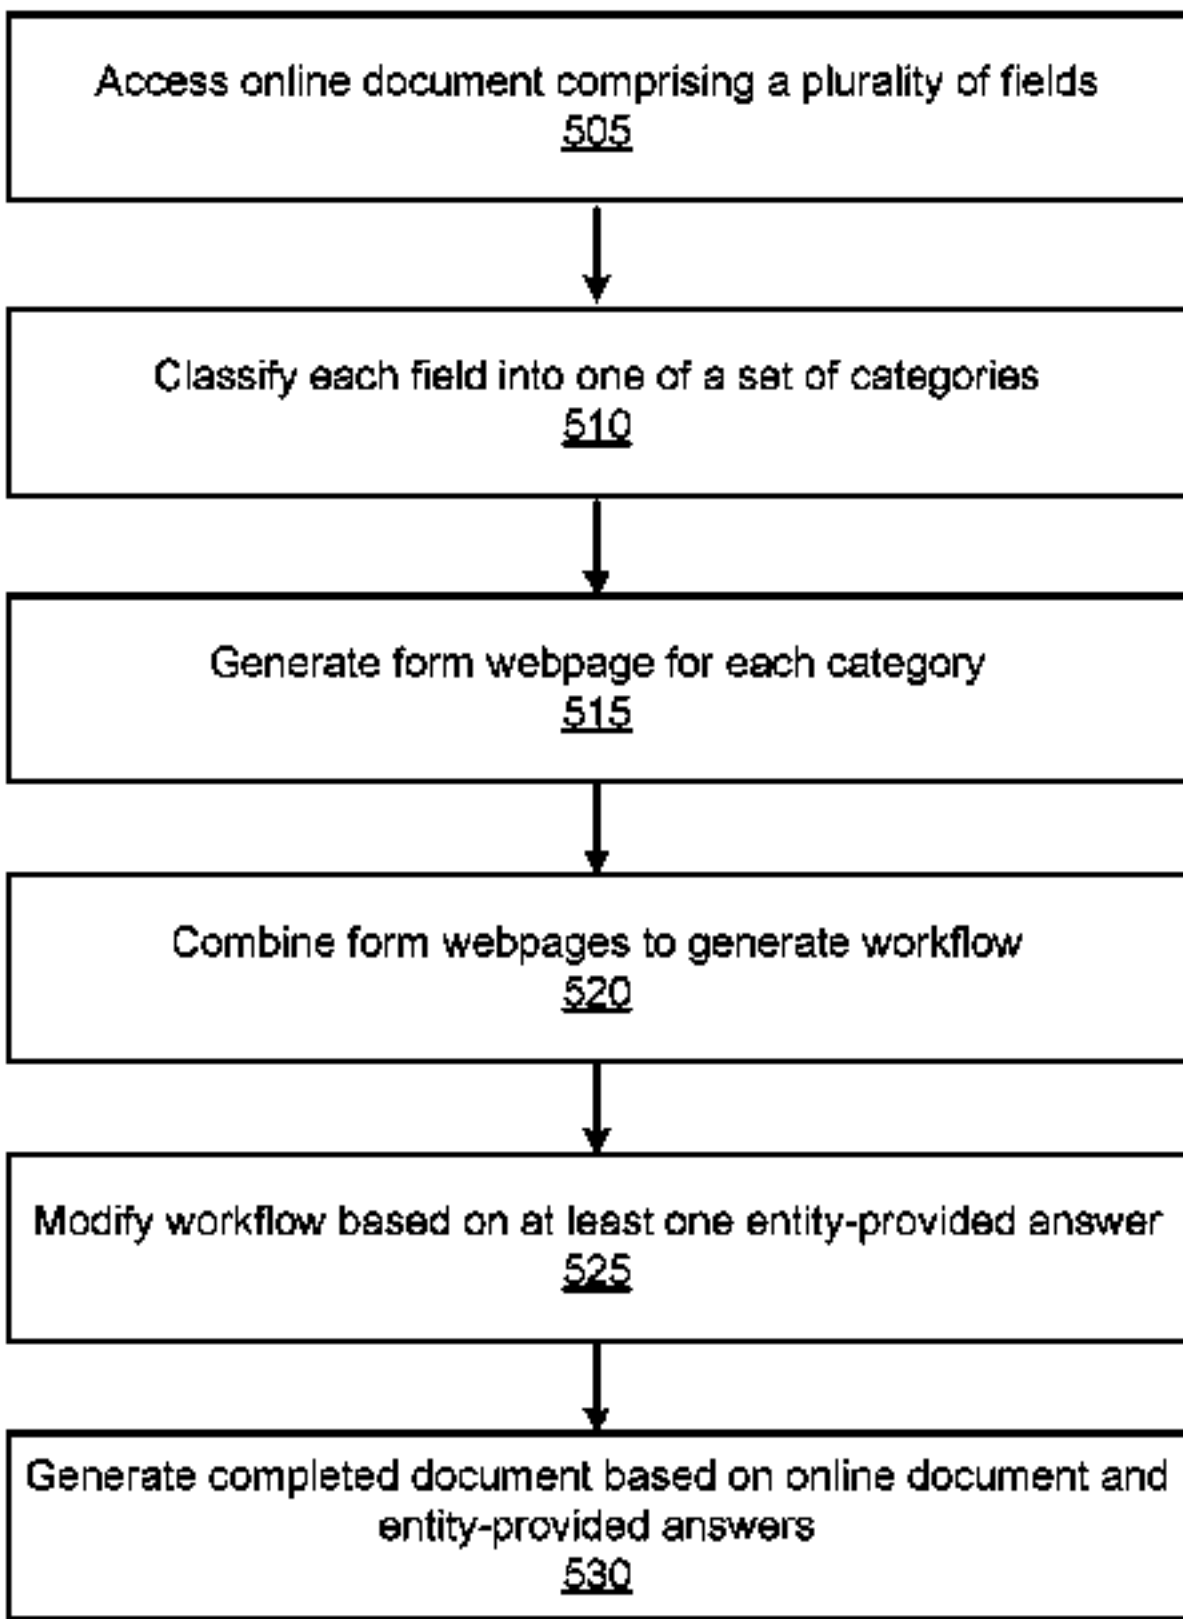 Access online document comprising a plurality of fields
505
Classify each field into one of a set of categories
510
Generate form webpage for each category
515
Combine form webpages to generate workflow
520
Modify workflow based on at least one entity-provided answer
525
Generate completed document based on online document and
entity-provided answers
530